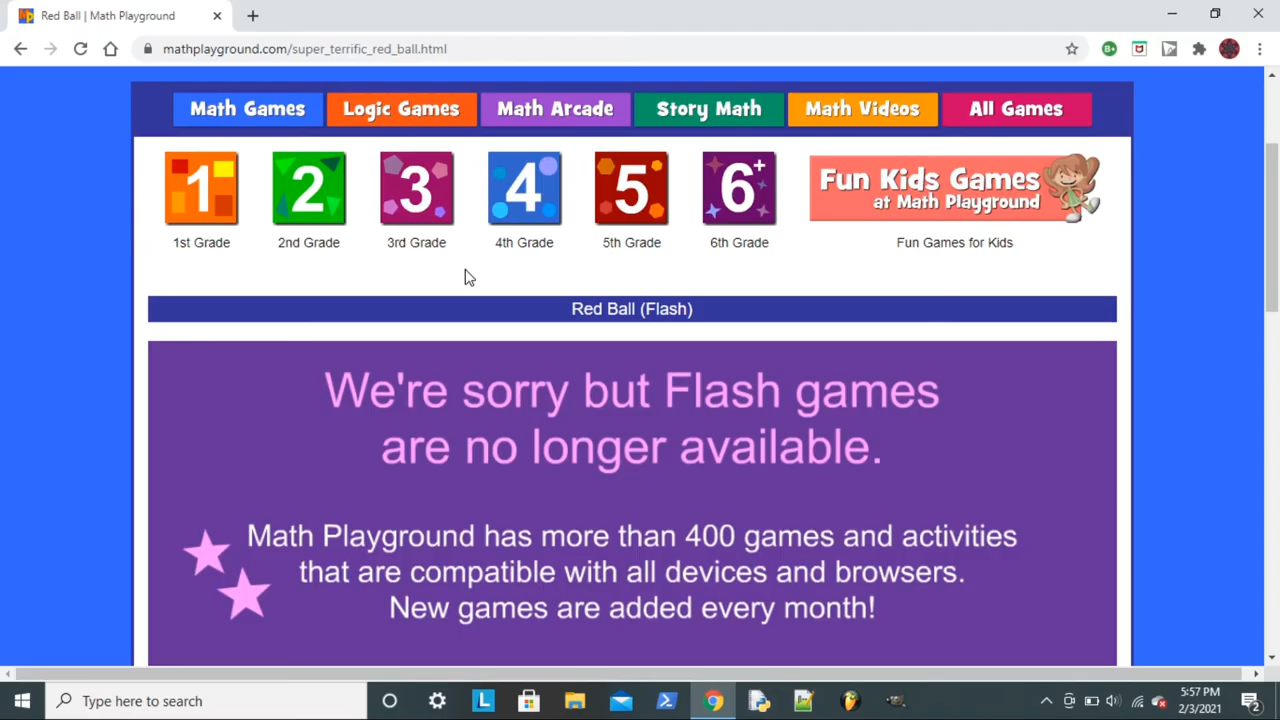 Red Ball | Math Playground
mathplayground.com/super_terrific_red_ball.html
Math Games
Logic Games
Math Arcade
Story Math
Math Videos
All Games
1
2
3
4
5
6+
Fun Kids Games
at Math Playground
1st Grade
2nd Grade
3rd Grade
4th Grade
5th Grade
6th Grade
Fun Games for Kids
Red Ball (Flash)
We're sorry but Flash games
are no longer available.
Math Playground has more than 400 games and activities
that are compatible with all devices and browsers.
New games are added every month!
Type here to search
L
5:57 PM
2/3/2021
2